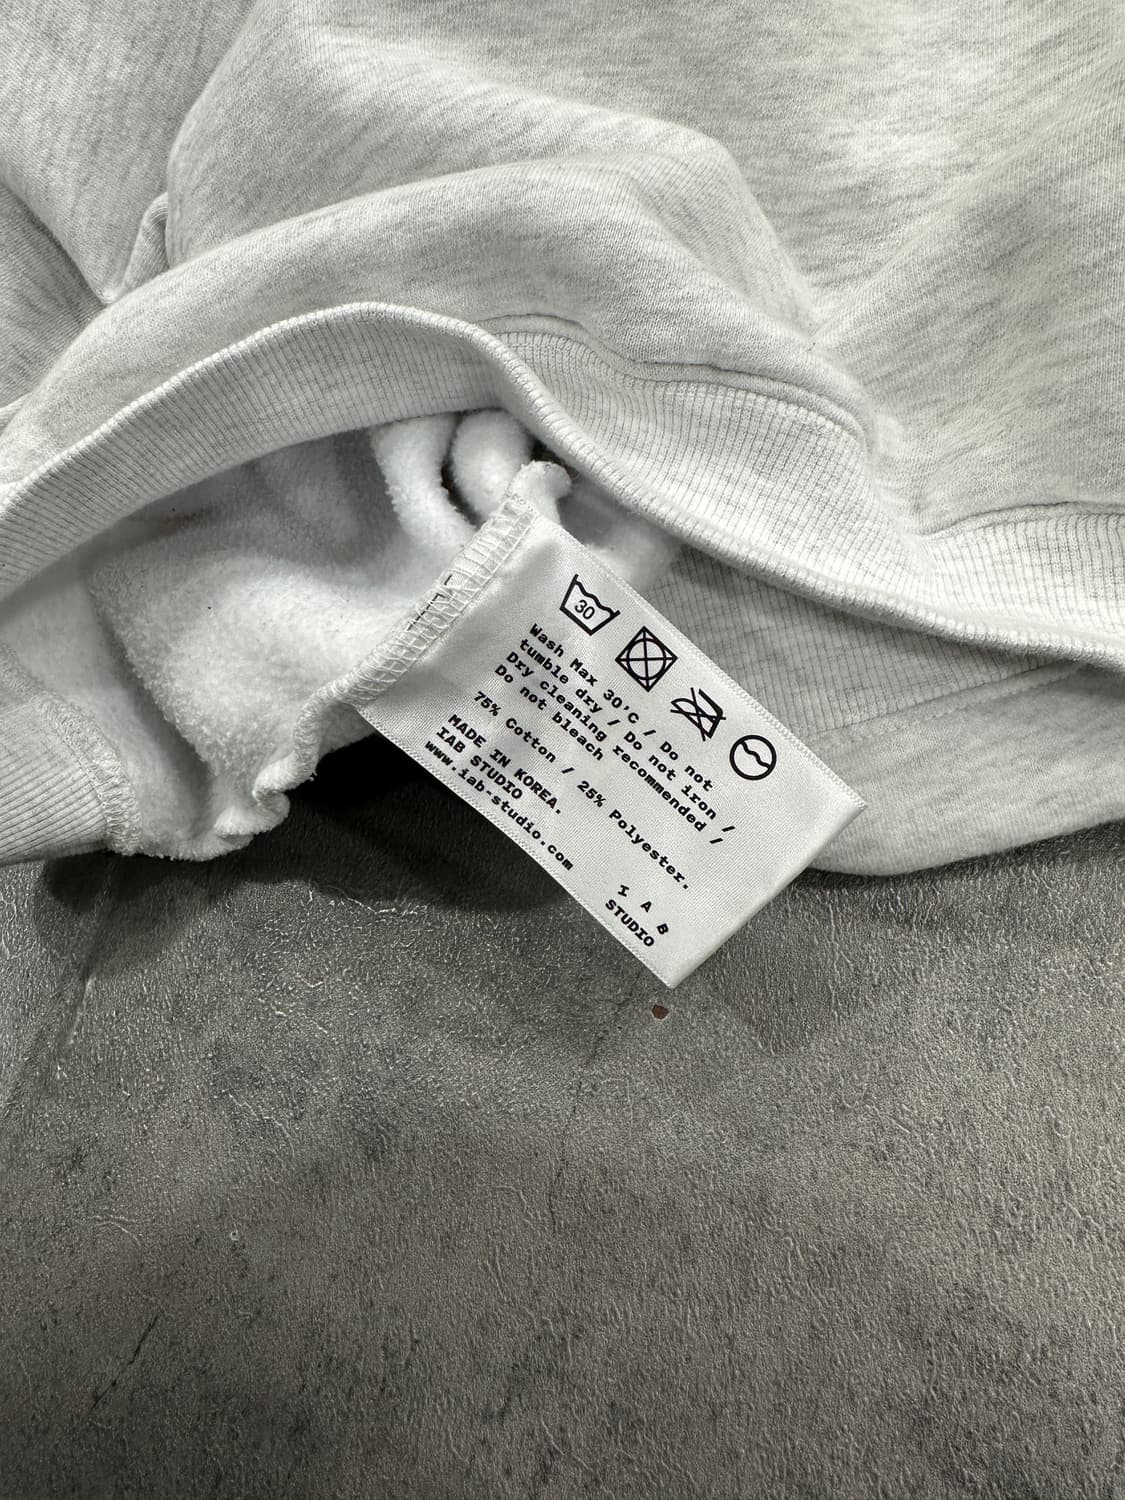 30
Wash Max 30'C / Do not
tumble dry / Do not iron /
Dry cleaning recommended /
Do not bleach
75% Cotton / 25% Polyester.
MADE IN KOREA.
IAB STUDIO
www.iab-studio.com
I A B
STUDIO